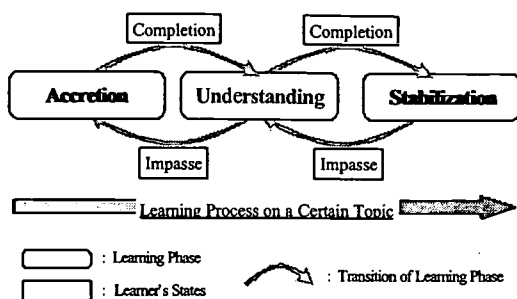 Completion Completion
Accretion Understanding Stabilization
Impasse Impasse
Learning Process on a Certain Topic
: Learning Phase
: Transition of Learning Phase
: Learner's States